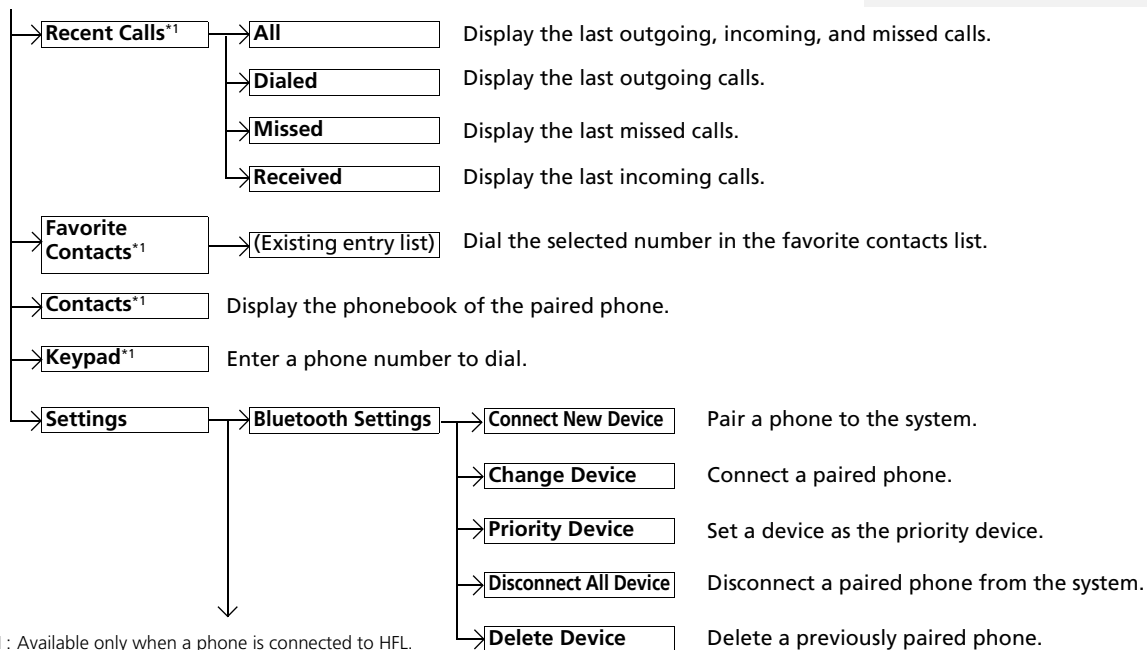 Recent Calls*1
All
Display the last outgoing, incoming, and missed calls.
Dialed
Display the last outgoing calls.
Missed
Display the last missed calls.
Received
Display the last incoming calls.
Favorite
Contacts*1
(Existing entry list)
Dial the selected number in the favorite contacts list.
Contacts*1
Display the phonebook of the paired phone.
Keypad*1
Enter a phone number to dial.
Settings
Bluetooth Settings
Connect New Device
Pair a phone to the system.
Change Device
Connect a paired phone.
Priority Device
Set a device as the priority device.
Disconnect All Device
Disconnect a paired phone from the system.
Delete Device
Delete a previously paired phone.
1: Available only when a phone is connected to HFL.